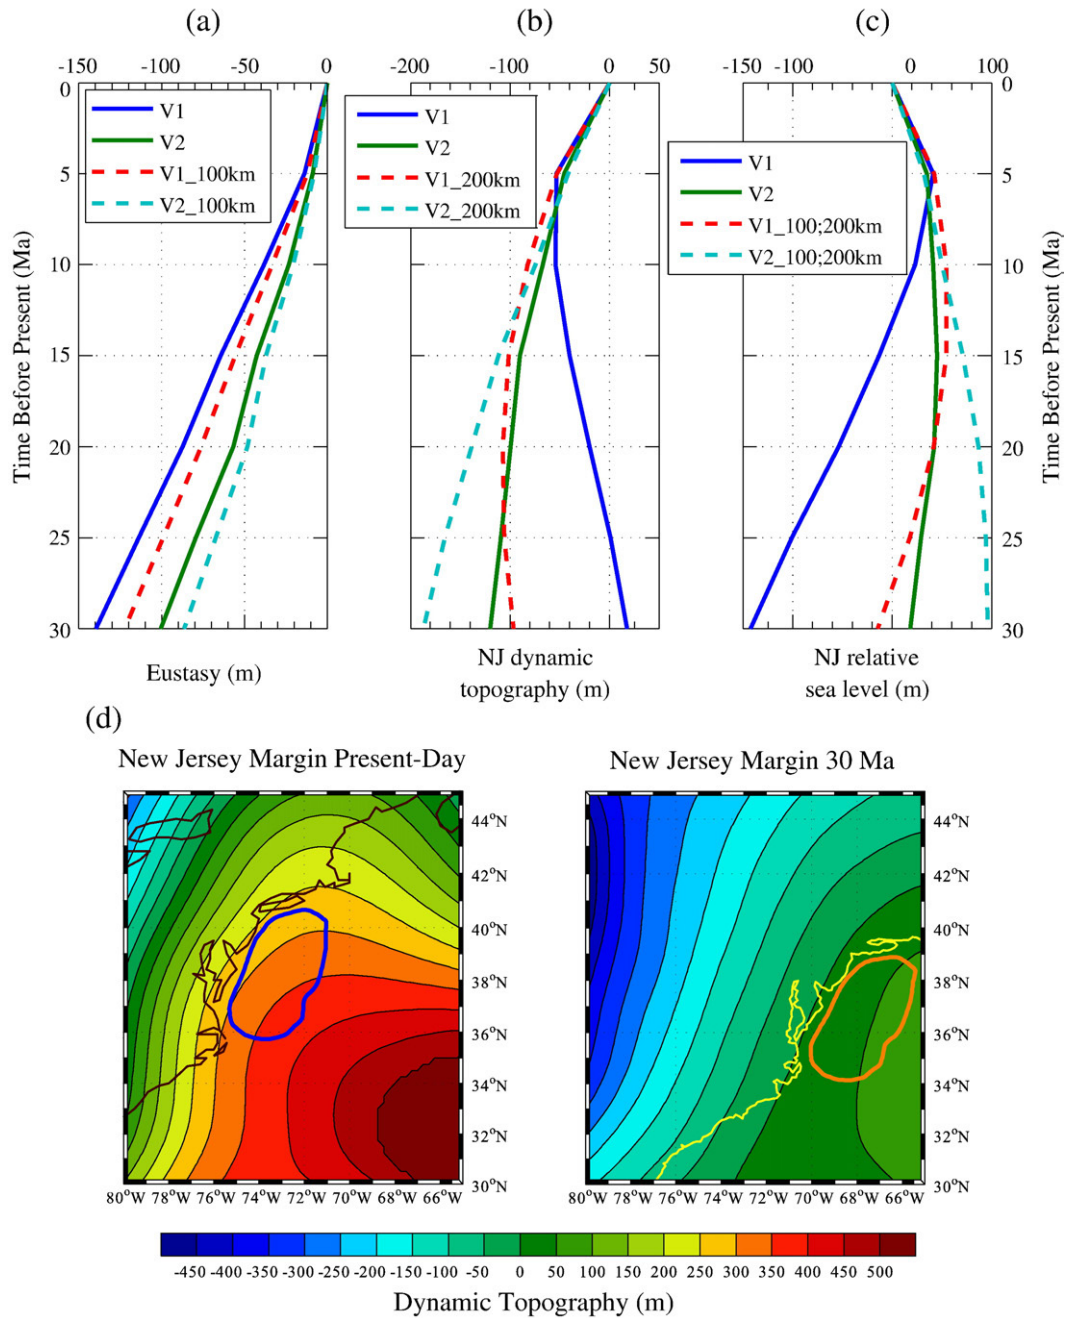 (a)
(b)
(c)
-150 -100 -50 0
-200 -100 0 50
-150 -100 0 100
0
5
10
15
20
25
30
Time Before Present (Ma)
V1
V2
V1_100km
V2_100km
V1
V2
V1_200km
V2_200km
V1
V2
V1_100;200km
V2_100;200km
0
5
10
15
20
25
30
Time Before Present (Ma)
Eustasy (m)
NJ dynamic
topography (m)
NJ relative
sea level (m)
(d)
New Jersey Margin Present-Day
New Jersey Margin 30 Ma
44°N
42°N
40°N
38°N
36°N
34°N
32°N
30°N
80°W 78°W 76°W 74°W 72°W 70°W 68°W 66°W
44°N
42°N
40°N
38°N
36°N
34°N
32°N
30°N
80°W 78°W 76°W 74°W 72°W 70°W 68°W 66°W
-450 -350 -300 -250 -200 -150 -100 -50 0 50 100 150 200 250 300 350 400 450 500
Dynamic Topography (m)